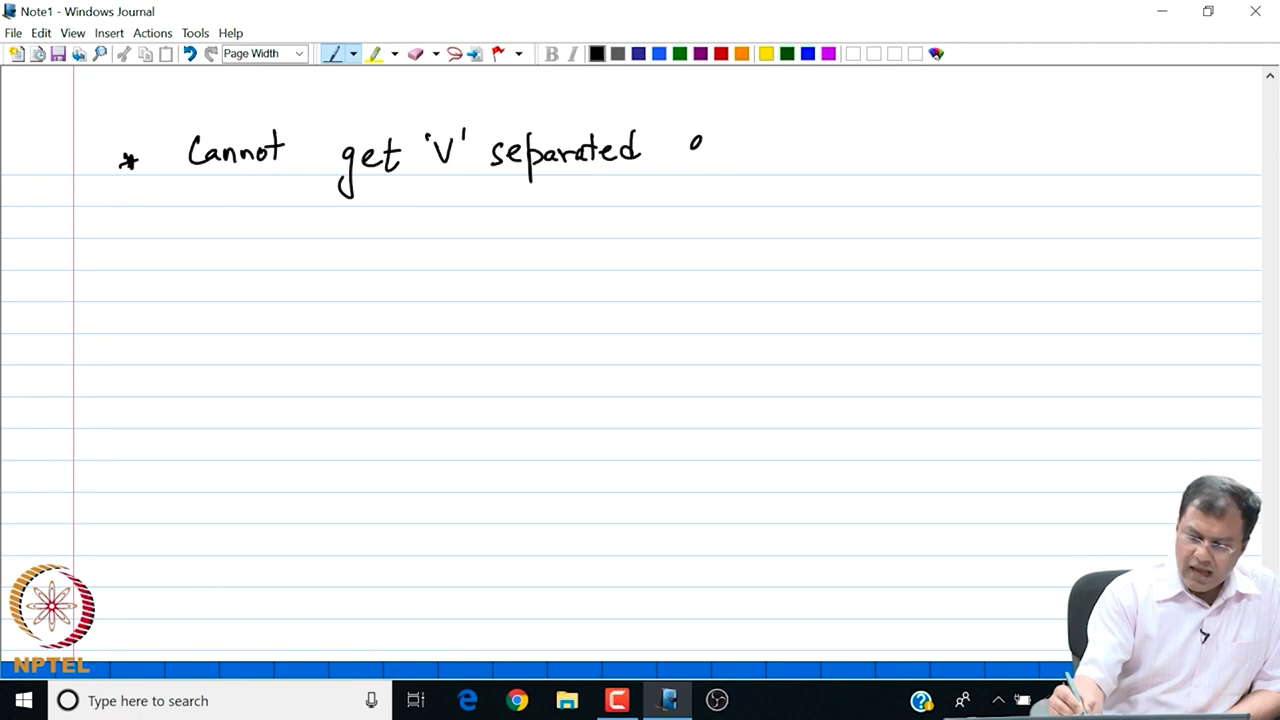 Note1 - Windows Journal
File Edit View Insert Actions Tools Help
Page Width
B I
* Cannot get 'V' separated o
NPTEL
Type here to search